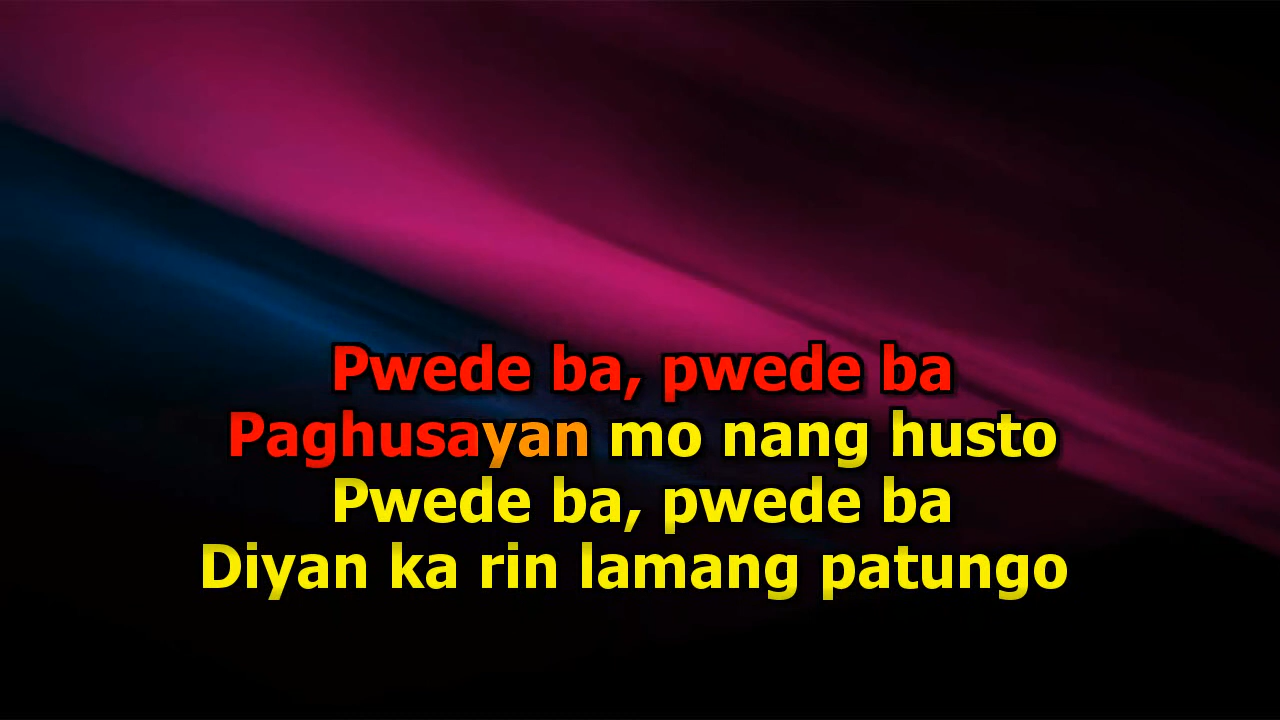 Pwede ba, pwede ba
Paghusayan mo nang husto
Pwede ba, pwede ba
Diyan ka rin lamang patungo